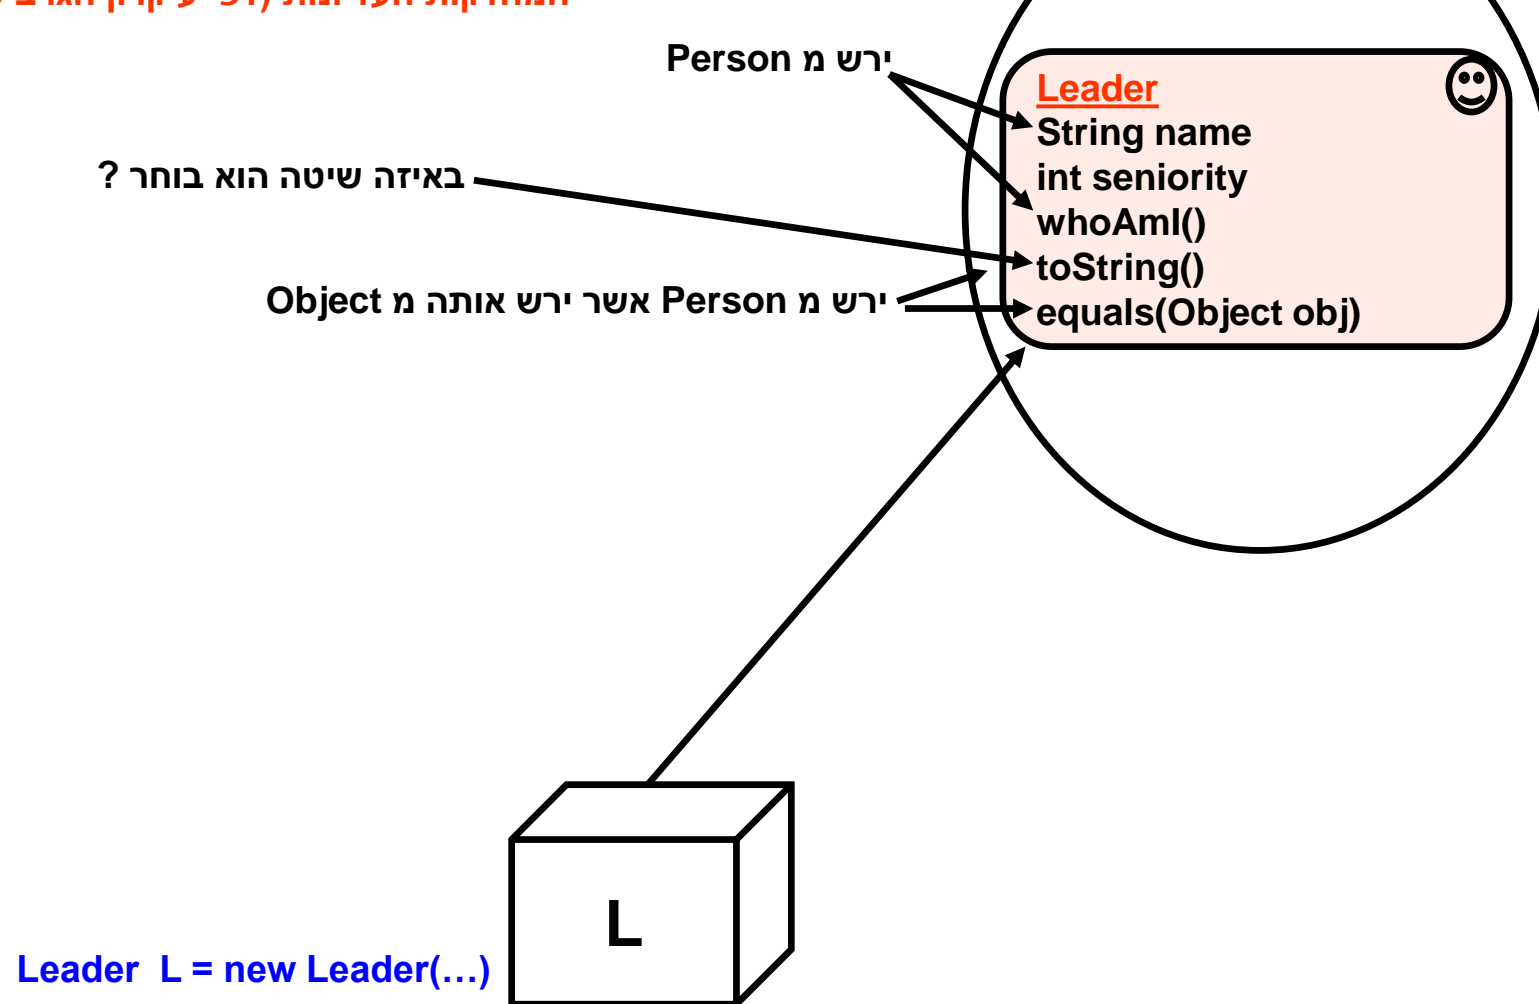 ירש מ Person
Leader
String name
באיזה שיטה הוא בוחר ?
int seniority
whoAmI()
toString()
ירש מ Person אשר ירש אותה מ Object
equals(Object obj)
L
Leader L = new Leader(…)